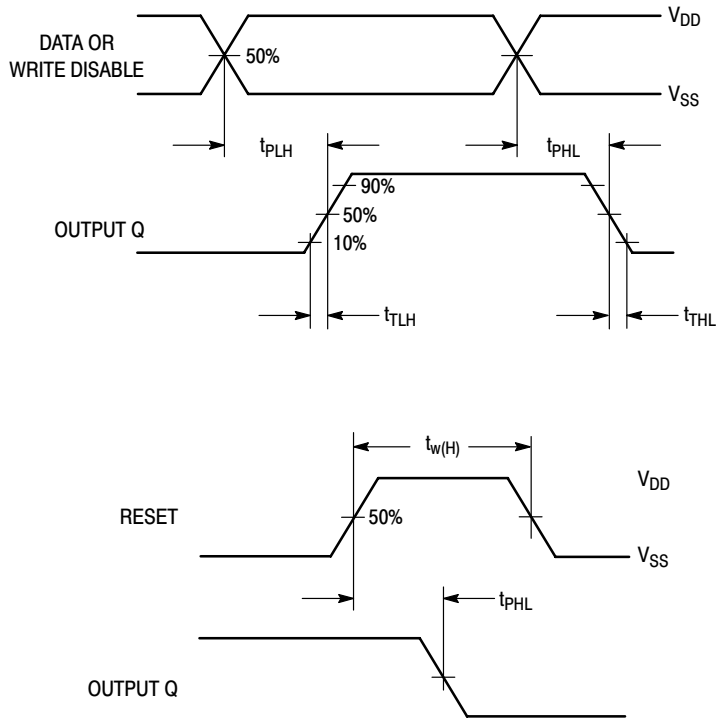 DATA OR
WRITE DISABLE
50%
V_DD
V_SS
t_PLH
t_PHL
OUTPUT Q
90%
50%
10%
t_TLH
t_THL
t_w(H)
RESET
50%
V_DD
V_SS
t_PHL
OUTPUT Q